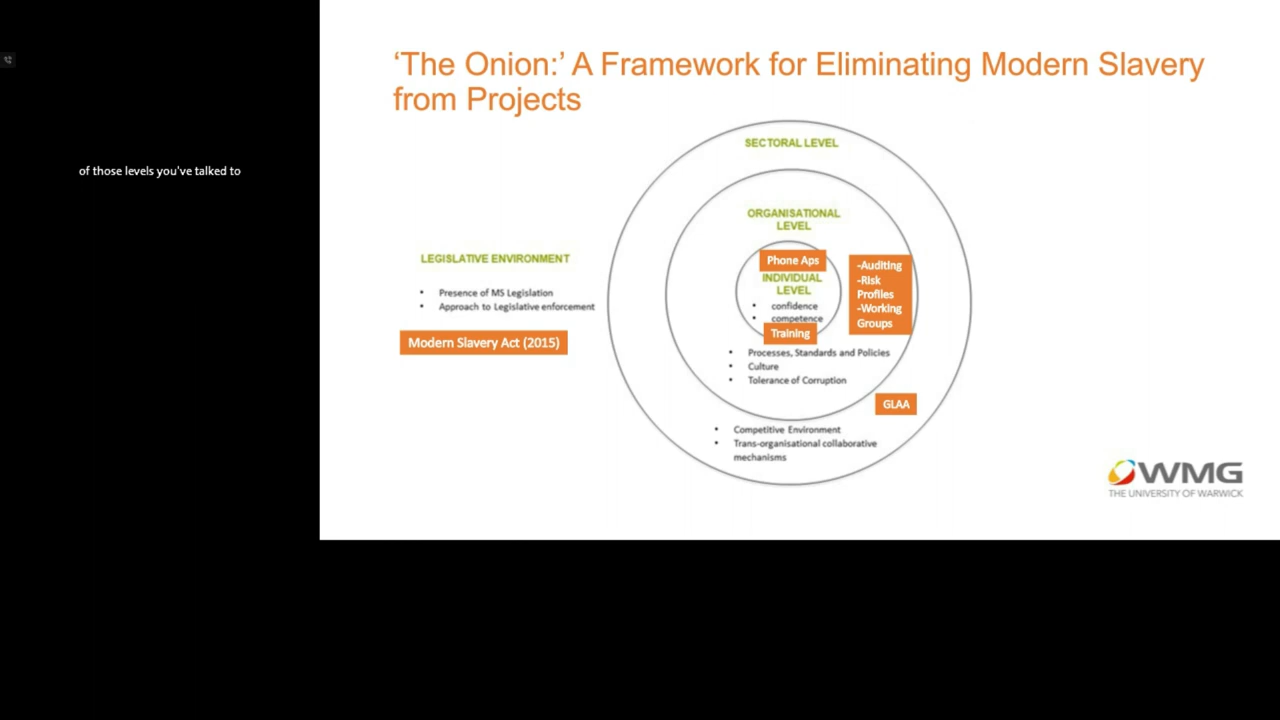 of those levels you've talked to
‘The Onion:’ A Framework for Eliminating Modern Slavery
from Projects
SECTORAL LEVEL
ORGANISATIONAL
LEVEL
LEGISLATIVE ENVIRONMENT
• Presence of MS Legislation
• Approach to Legislative enforcement
Modern Slavery Act (2015)
Phone Aps
INDIVIDUAL
LEVEL
• confidence
• competence
Training
-Auditing
-Risk
Profiles
-Working
Groups
• Processes, Standards and Policies
• Culture
• Tolerance of Corruption
GLAA
• Competitive Environment
• Trans-organisational collaborative
mechanisms
WMG
THE UNIVERSITY OF WARWICK